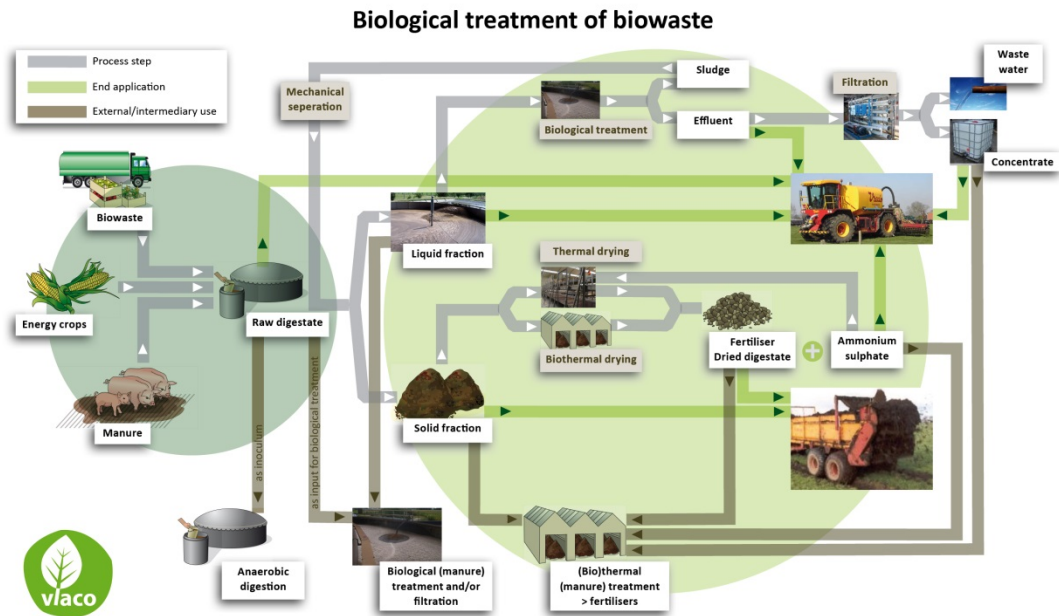 Biological treatment of biowaste
Process step
End application
External/intermediary use
Mechanical
seperation
Sludge
Biological treatment
Effluent
Filtration
Waste
water
Concentrate
Biowaste
Liquid fraction
Thermal drying
Energy crops
Raw digestate
Biothermal drying
Fertiliser
Dried digestate
Ammonium
sulphate
Manure
Solid fraction
as inoculum
as input for biological treatment
Anaerobic
digestion
Biological (manure)
treatment and/or
filtration
(Bio)thermal
(manure) treatment
> fertilisers
vlaco